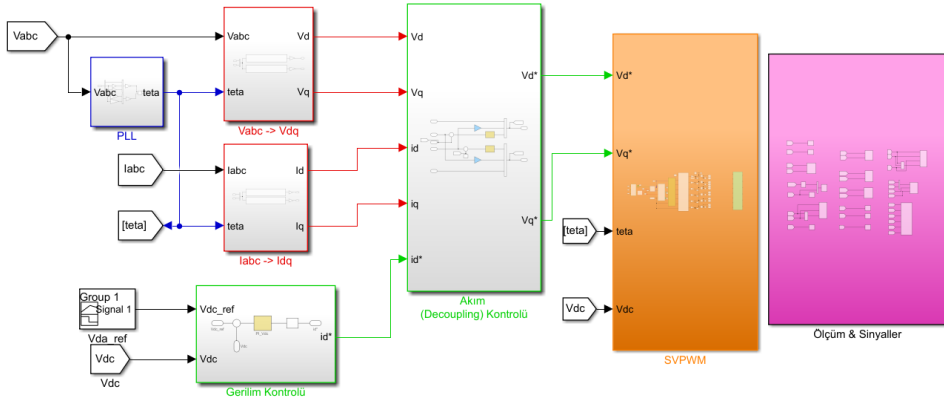 Vabc
Vabc
teta
PLL
Vabc
Vd
teta
Vq
Vabc -> Vdq
Iabc
Iabc
Id
[teta]
teta
Iq
Iabc -> Idq
Group 1
Signal 1
Vda_ref
Vdc
Vdc
Vdc_ref
Vdc
id*
Gerilim Kontrolü
Vd
Vq
id
iq
id*
Vd*
Vq*
Akım
(Decoupling) Kontrolü
Vd*
Vq*
[teta]
teta
Vdc
Vdc
SVPWM
Ölçüm & Sinyaller